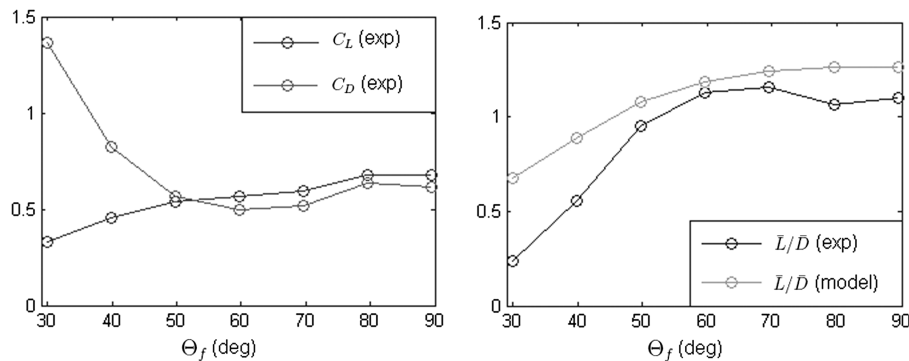 1.5
1
0.5
0
30 40 50 60 70 80 90
Θ_f (deg)
C_L (exp)
C_D (exp)
1.5
1
0.5
0
30 40 50 60 70 80 90
Θ_f (deg)
L̄/D̄ (exp)
L̄/D̄ (model)